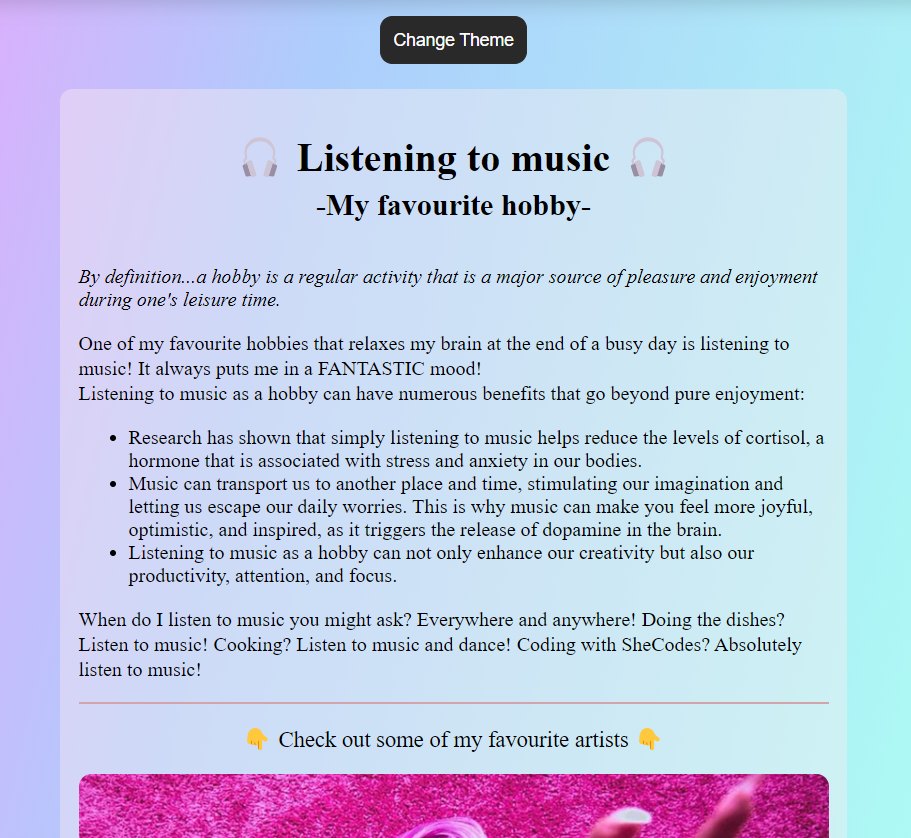 Change Theme
🎧 Listening to music 🎧
-My favourite hobby-
By definition...a hobby is a regular activity that is a major source of pleasure and enjoyment
during one's leisure time.
One of my favourite hobbies that relaxes my brain at the end of a busy day is listening to
music! It always puts me in a FANTASTIC mood!
Listening to music as a hobby can have numerous benefits that go beyond pure enjoyment:
• Research has shown that simply listening to music helps reduce the levels of cortisol, a
hormone that is associated with stress and anxiety in our bodies.
• Music can transport us to another place and time, stimulating our imagination and
letting us escape our daily worries. This is why music can make you feel more joyful,
optimistic, and inspired, as it triggers the release of dopamine in the brain.
• Listening to music as a hobby can not only enhance our creativity but also our
productivity, attention, and focus.
When do I listen to music you might ask? Everywhere and anywhere! Doing the dishes?
Listen to music! Cooking? Listen to music and dance! Coding with SheCodes? Absolutely
listen to music!
👇 Check out some of my favourite artists 👇